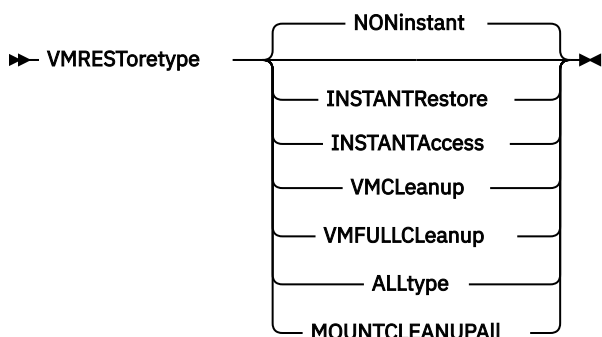 NONinstant
VMRESToretype
INSTANTRestore
INSTANTAccess
VMCLeanup
VMFULLCLeanup
ALLtype
MOUNTCLEANUPAll